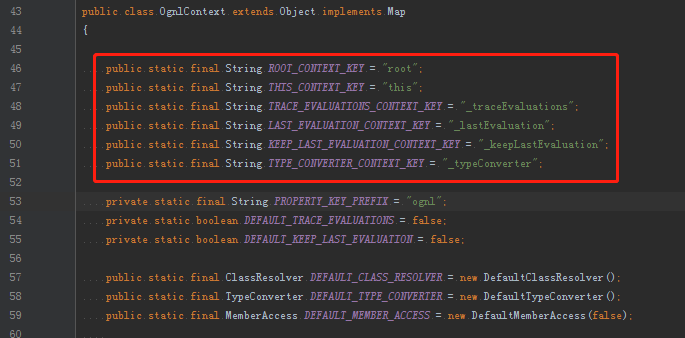 43 public class OgnlContext extends Object implements Map
44 {
45
46 public static final String ROOT_CONTEXT_KEY = "root";
47 public static final String THIS_CONTEXT_KEY = "this";
48 public static final String TRACE_EVALUATIONS_CONTEXT_KEY = "_traceEvaluations";
49 public static final String LAST_EVALUATION_CONTEXT_KEY = "_lastEvaluation";
50 public static final String KEEP_LAST_EVALUATION_CONTEXT_KEY = "_keepLastEvaluation";
51 public static final String TYPE_CONVERTER_CONTEXT_KEY = "_typeConverter";
52
53 private static final String PROPERTY_KEY_PREFIX = "ognl";
54 private static boolean DEFAULT_TRACE_EVALUATIONS = false;
55 private static boolean DEFAULT_KEEP_LAST_EVALUATION = false;
56
57 public static final ClassResolver DEFAULT_CLASS_RESOLVER = new DefaultClassResolver();
58 public static final TypeConverter DEFAULT_TYPE_CONVERTER = new DefaultTypeConverter();
59 public static final MemberAccess DEFAULT_MEMBER_ACCESS = new DefaultMemberAccess(false);
60